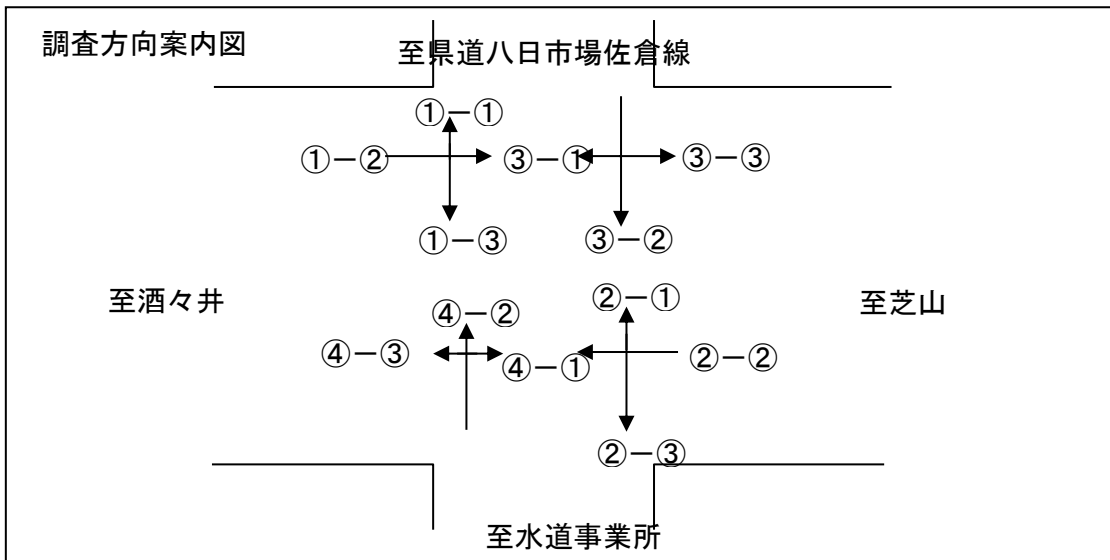 調査方向案内図
至県道八日市場佐倉線
①－①
①－②
③－①
③－③
①－③
③－②
至酒々井
②－①
至芝山
④－②
④－③
④－①
②－②
②－③
至水道事業所